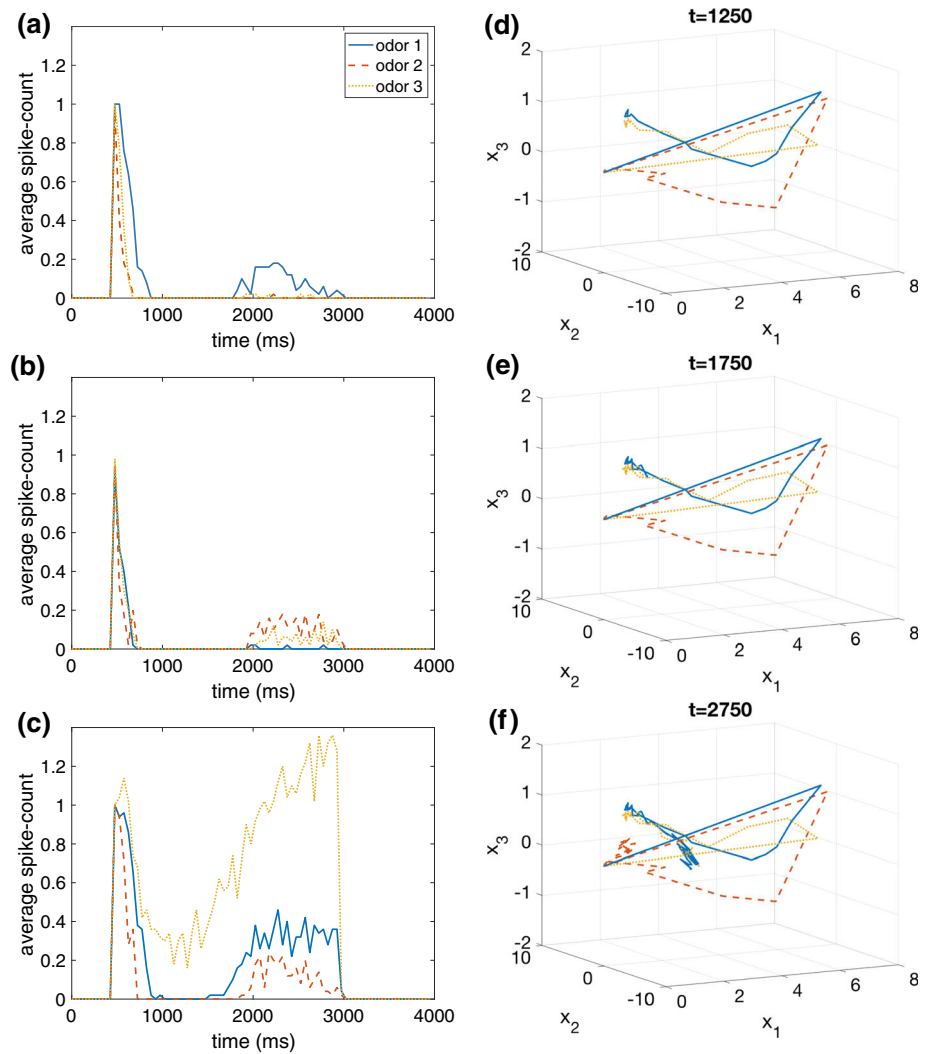 (a)
average spike-count
1.2
1
0.8
0.6
0.4
0.2
0
0
1000
2000
3000
4000
time (ms)
odor 1
odor 2
odor 3
(b)
average spike-count
1.2
1
0.8
0.6
0.4
0.2
0
0
1000
2000
3000
4000
time (ms)
(c)
average spike-count
1.2
1
0.8
0.6
0.4
0.2
0
0
1000
2000
3000
4000
time (ms)
(d)
t=1250
x3
2
1
0
-1
-2
10
0
-10
x2
0
2
4
6
8
x1
(e)
t=1750
x3
2
1
0
-1
-2
10
0
-10
x2
0
2
4
6
8
x1
(f)
t=2750
x3
2
1
0
-1
-2
10
0
-10
x2
0
2
4
6
8
x1